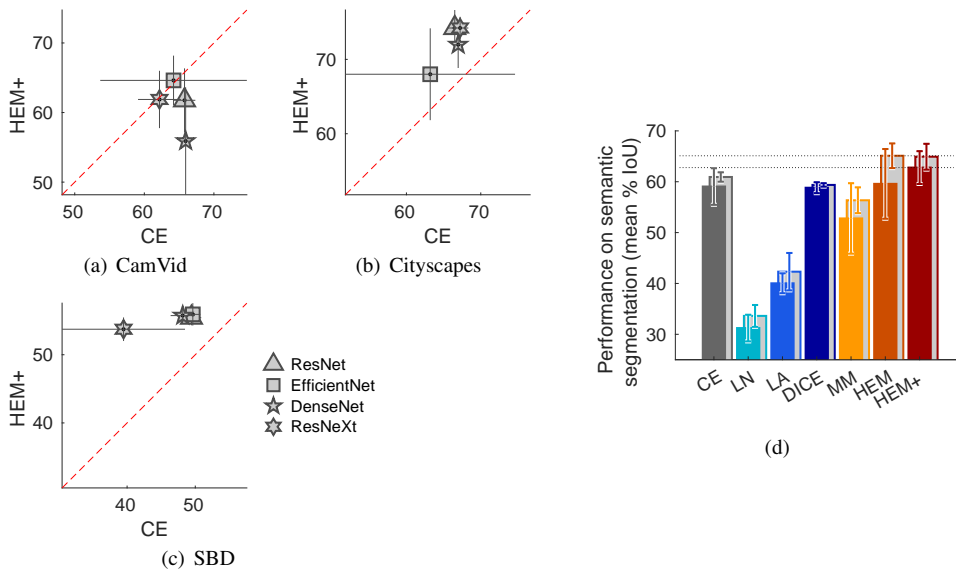 70
60
50
HEM+
50
60
70
CE
(a) CamVid
70
60
HEM+
60
70
CE
(b) Cityscapes
50
40
HEM+
40
50
CE
(c) SBD
ResNet
EfficientNet
DenseNet
ResNeXt
Performance on semantic
segmentation (mean % IoU)
70
60
50
40
30
CE
LN
LA
DICE
MM
HEM
HEM+
(d)